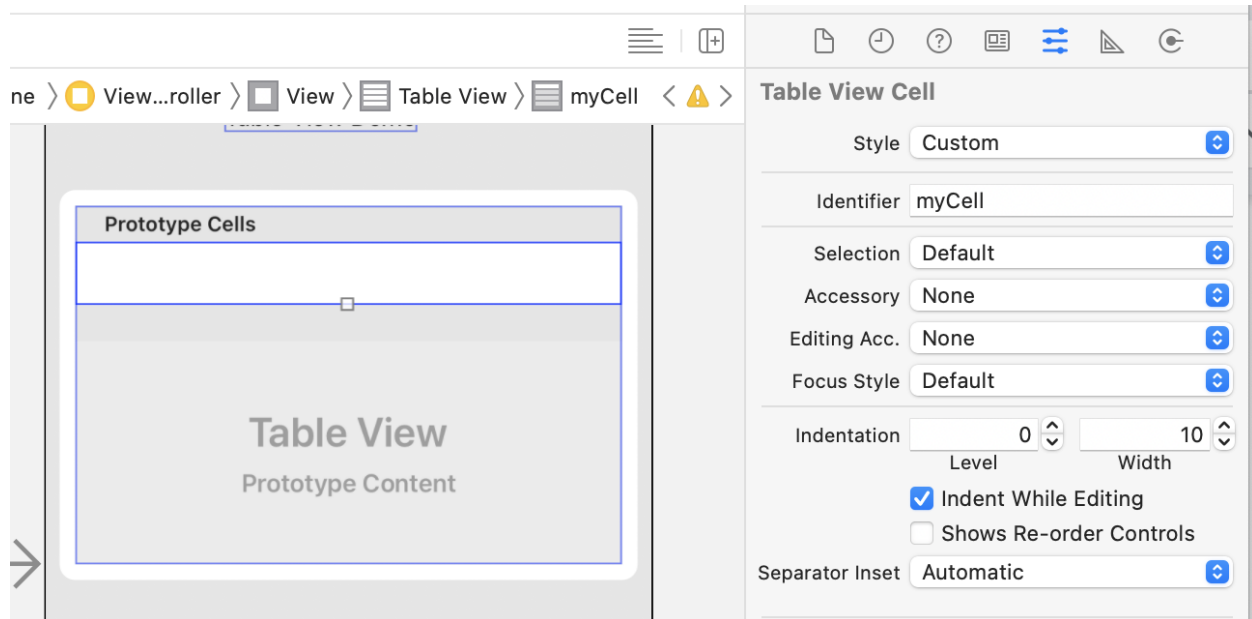 ne View...roller View Table View myCell
Table View Cell
Style Custom
Identifier myCell
Prototype Cells
Selection Default
Accessory None
Editing Acc. None
Focus Style Default
Table View
Prototype Content
Indentation 0 10
Level Width
Indent While Editing
Shows Re-order Controls
Separator Inset Automatic